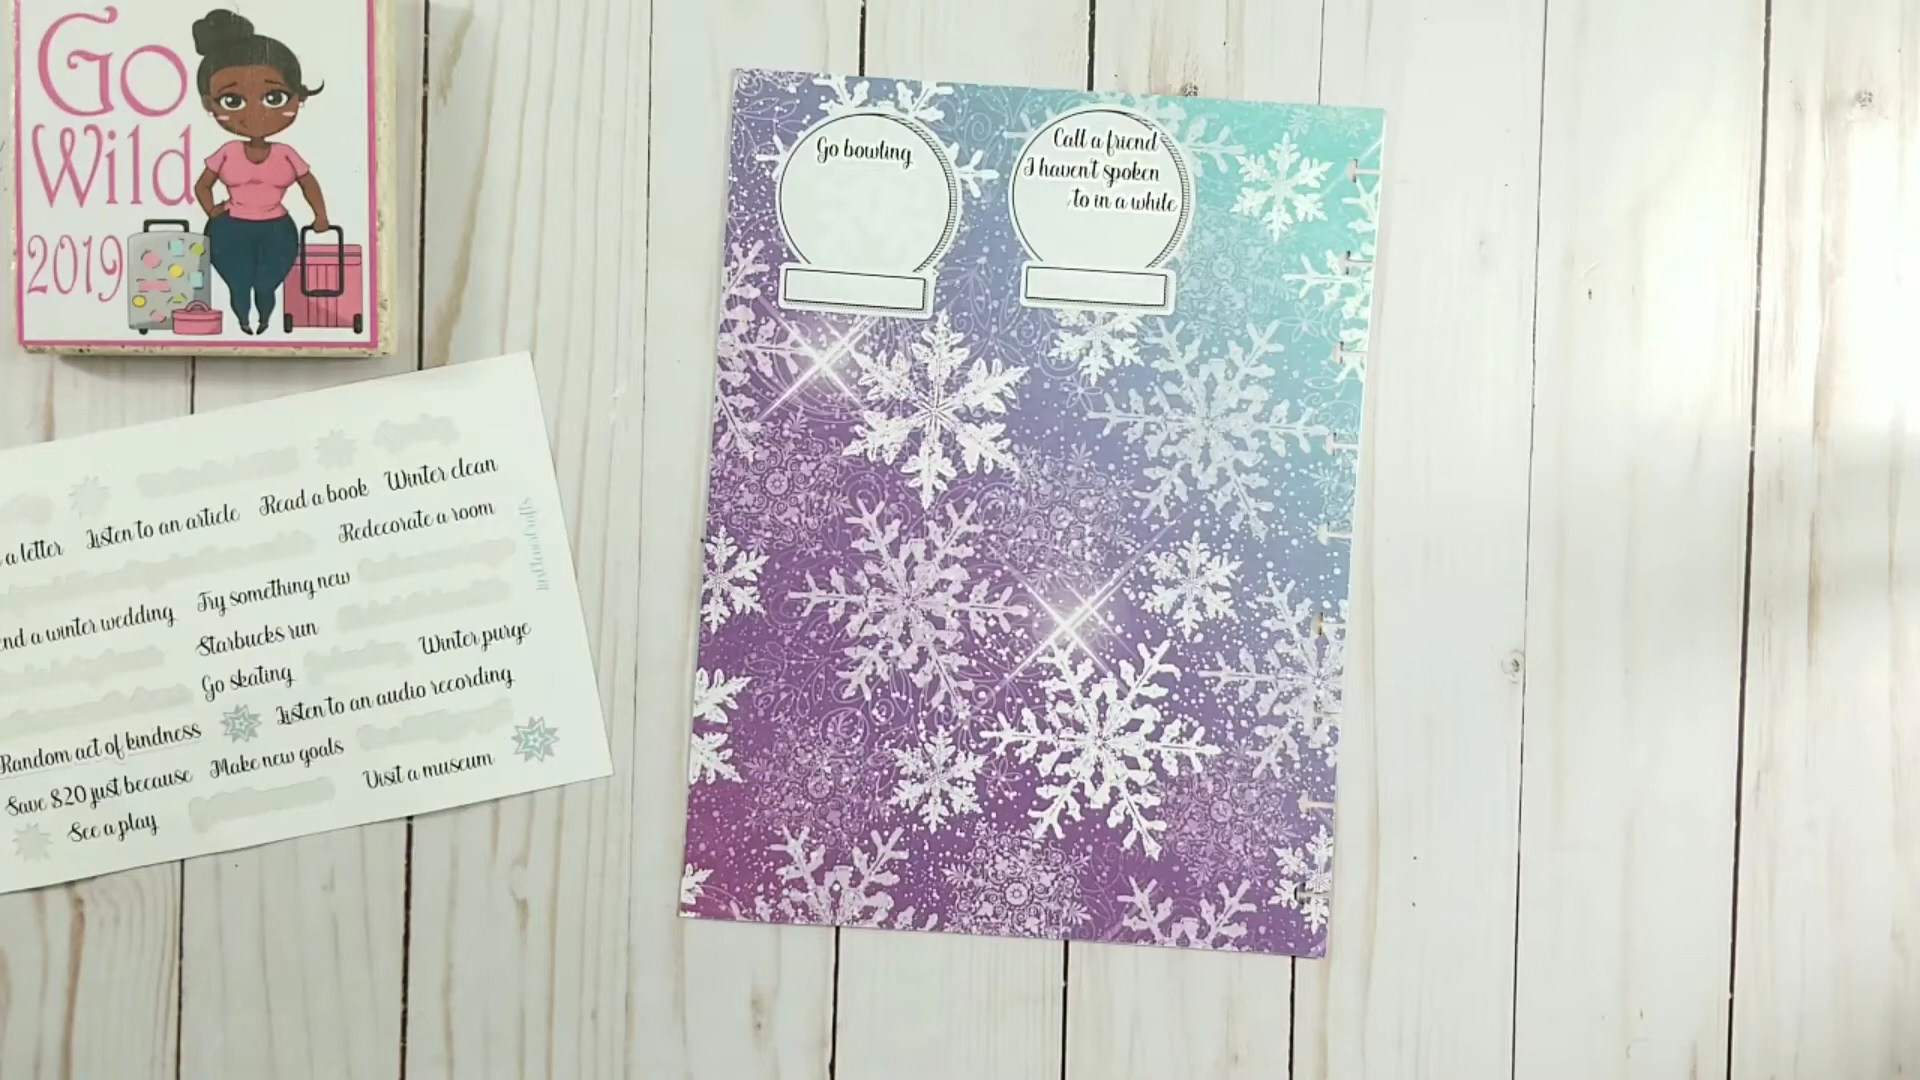 Go
Wild
2019
Go bowling
Call a friend
I haven't spoken
to in a while
a letter
Listen to an article
Read a book
Winter clean
Redecorate a room
a winter wedding
Try something new
Starbucks run
Winter purge
Go skating
Listen to an audio recording
Random act of kindness
Save $20 just because
Make new goals
Visit a museum
See a play